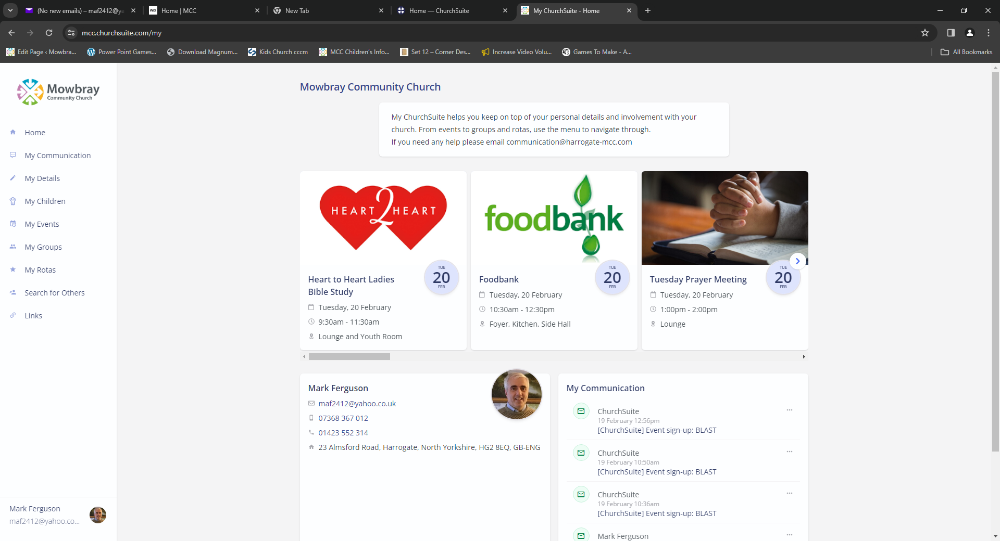 (No new emails) – maf2412@ya
Home | MCC
New Tab
Home — ChurchSuite
My ChurchSuite - Home
mcc.churchsuite.com/my
Edit Page ‹ Mowbra...
Power Point Games...
Download Magnum...
Kids Church cccm
MCC Children's Info...
Set 12 – Corner Des...
Increase Video Volu...
Games To Make - A...
All Bookmarks
Mowbray
Community Church
Home
My Communication
My Details
My Children
My Events
My Groups
My Rotas
Search for Others
Links
Mark Ferguson
maf2412@yahoo.co...
Mowbray Community Church
My ChurchSuite helps you keep on top of your personal details and involvement with your
church. From events to groups and rotas, use the menu to navigate through.
If you need any help please email communication@harrogate-mcc.com
HEART 2 HEART
TUE
20
FEB
Heart to Heart Ladies
Bible Study
Tuesday, 20 February
9:30am - 11:30am
Lounge and Youth Room
foodbank
TUE
20
FEB
Foodbank
Tuesday, 20 February
10:30am - 12:30pm
Foyer, Kitchen, Side Hall
TUE
20
FEB
Tuesday Prayer Meeting
Tuesday, 20 February
1:00pm - 2:00pm
Lounge
Mark Ferguson
maf2412@yahoo.co.uk
07368 367 012
01423 552 314
23 Almsford Road, Harrogate, North Yorkshire, HG2 8EQ, GB-ENG
My Communication
ChurchSuite
19 February 12:56pm
[ChurchSuite] Event sign-up: BLAST
ChurchSuite
19 February 10:50am
[ChurchSuite] Event sign-up: BLAST
ChurchSuite
19 February 10:36am
[ChurchSuite] Event sign-up: BLAST
Mark Ferguson